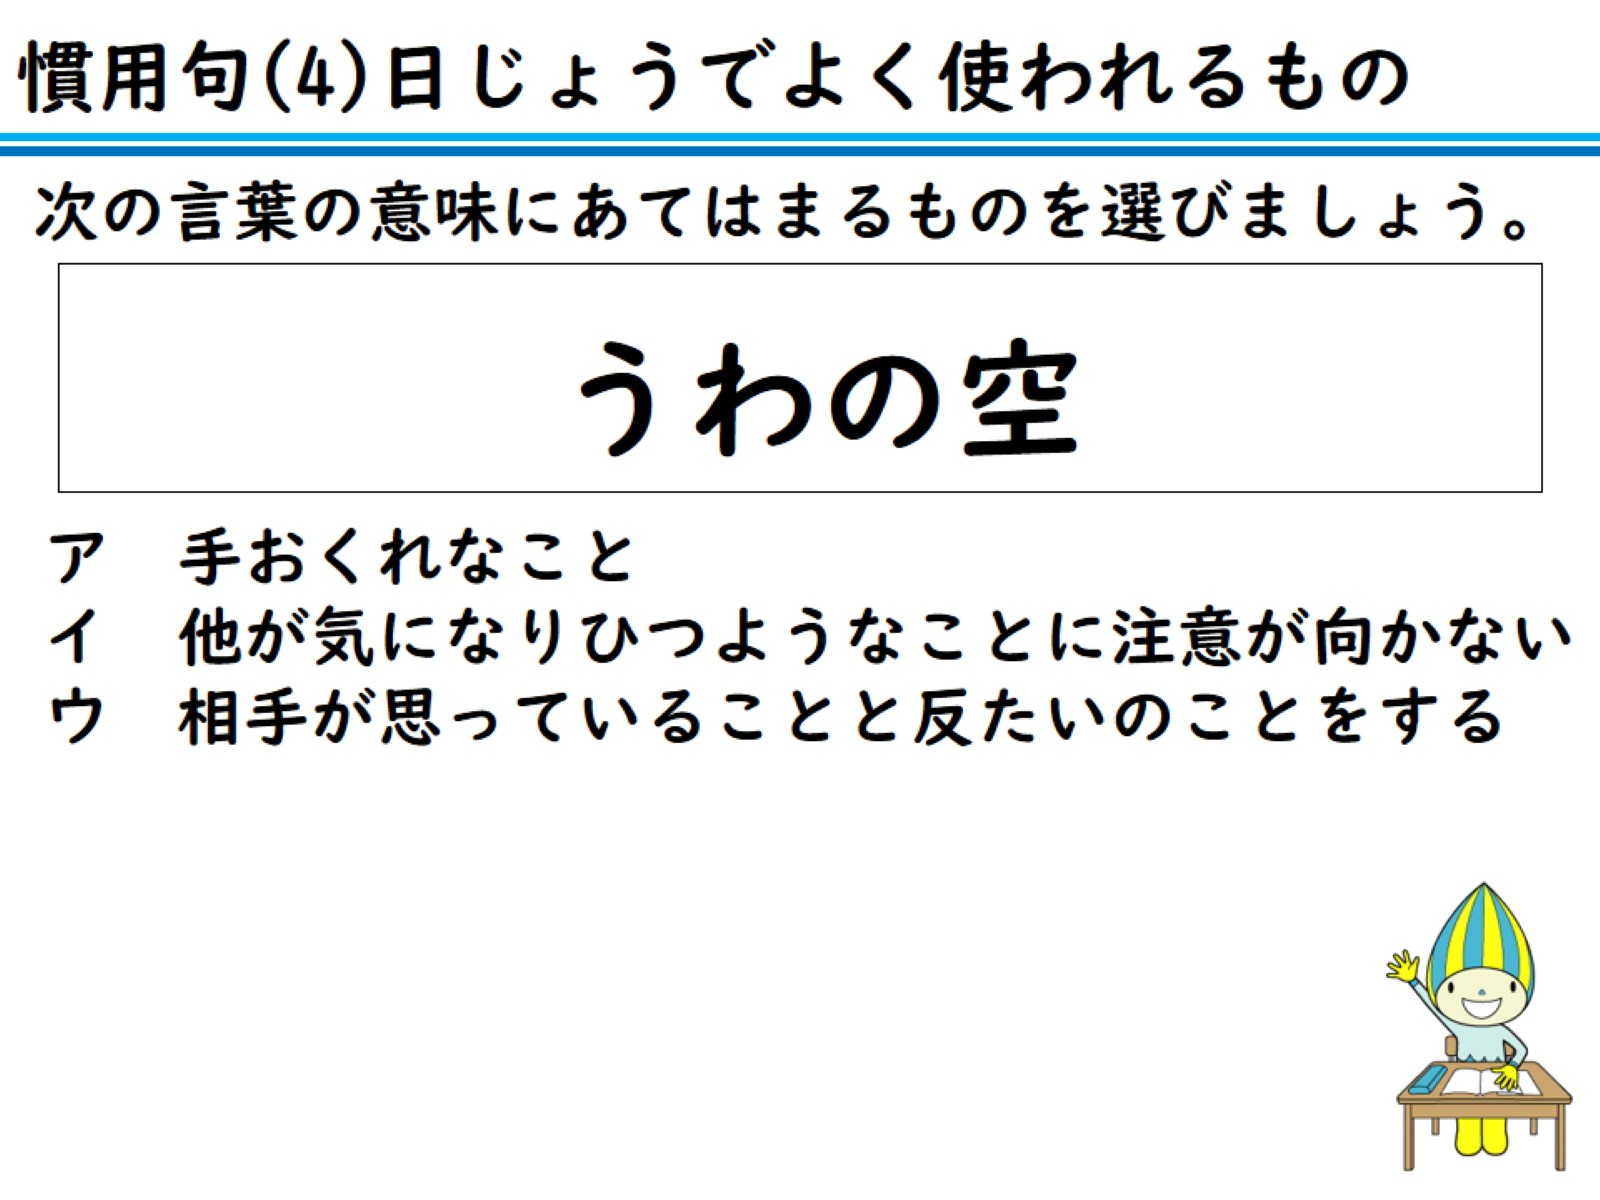 慣用句(4)日じょうでよく使われるもの
次の言葉の意味にあてはまるものを選びましょう。
うわの空
ア　手おくれなこと
イ　他が気になりひつようなことに注意が向かない
ウ　相手が思っていることと反たいのことをする